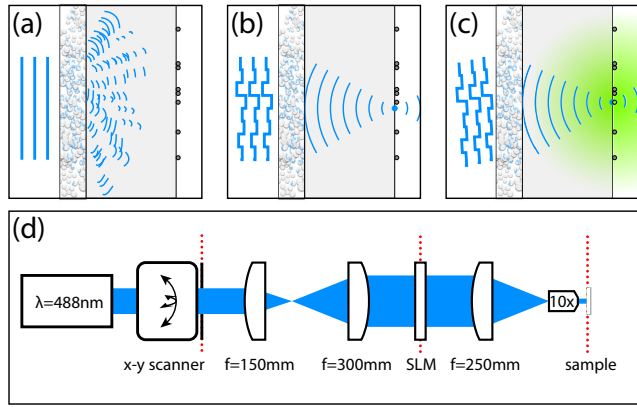 (a)
(b)
(c)
(d)
λ=488nm
10x
x-y scanner
f=150mm
f=300mm
SLM
f=250mm
sample